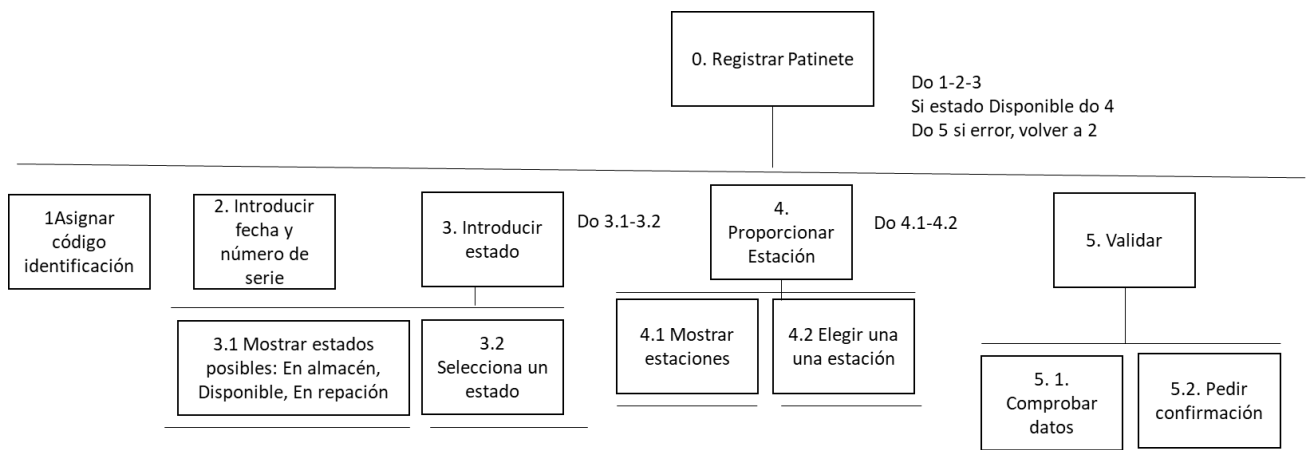 0. Registrar Patinete
Do 1-2-3
Si estado Disponible do 4
Do 5 si error, volver a 2
1Asignar
código
identificación
2. Introducir
fecha y
número de
serie
3. Introducir
estado
Do 3.1-3.2
4.
Proporcionar
Estación
Do 4.1-4.2
5. Validar
3.1 Mostrar estados
posibles: En almacén,
Disponible, En repación
3.2
Selecciona un
estado
4.1 Mostrar
estaciones
4.2 Elegir una
una estación
5. 1.
Comprobar
datos
5.2. Pedir
confirmación